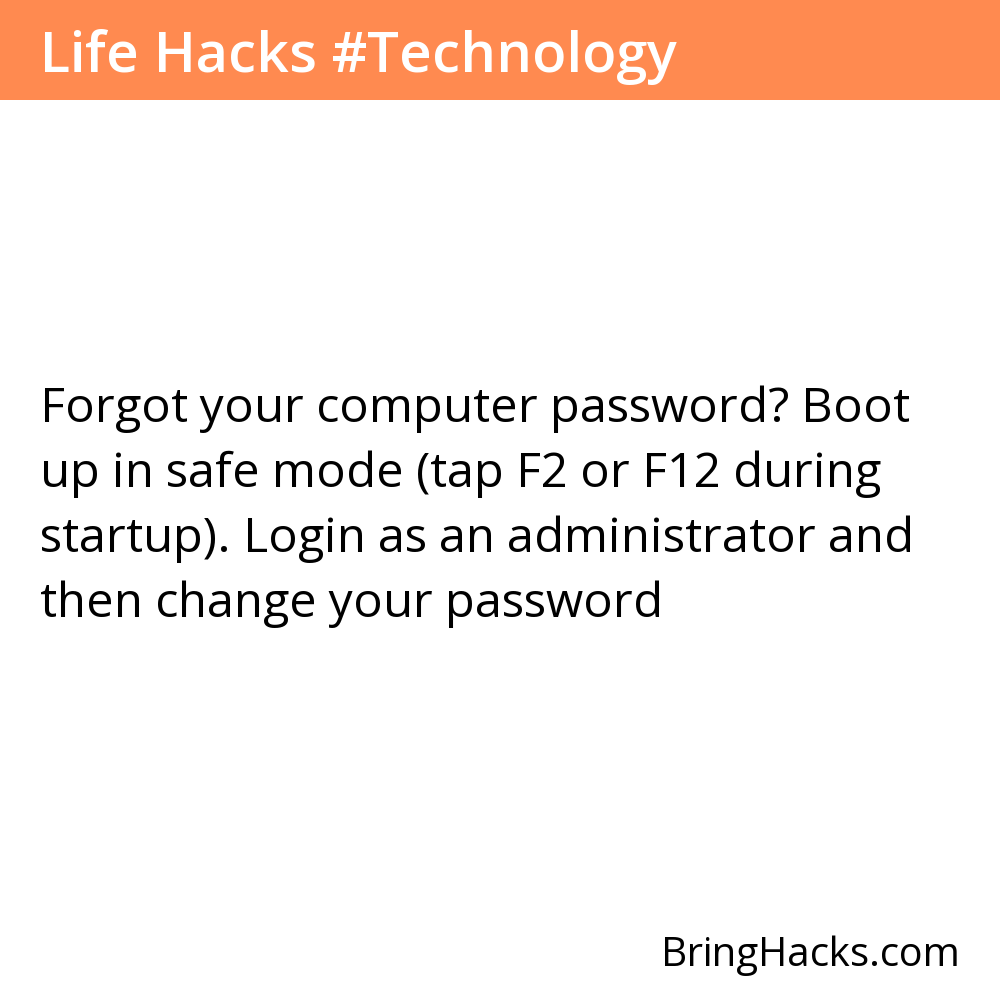 Life Hacks #Technology
Forgot your computer password? Boot
up in safe mode (tap F2 or F12 during
startup). Login as an administrator and
then change your password
BringHacks.com